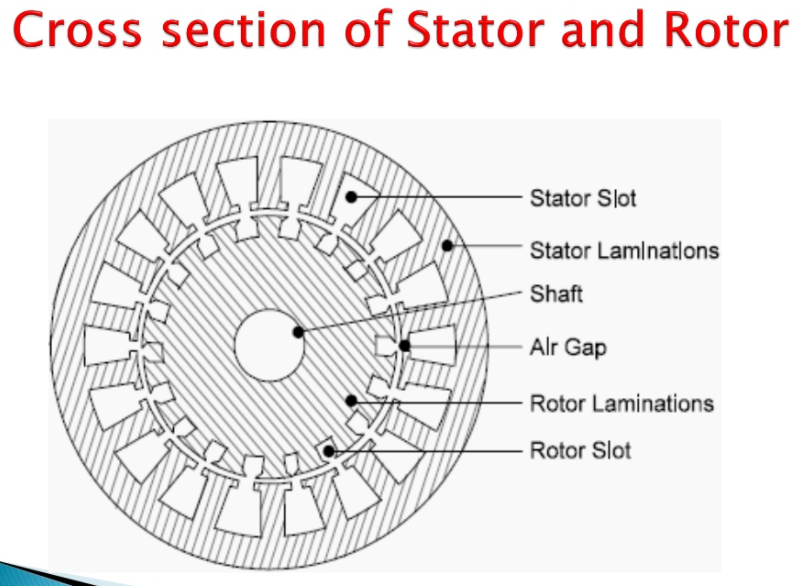 Cross section of Stator and Rotor
Stator Slot
Stator Laminations
Shaft
Air Gap
Rotor Laminations
Rotor Slot